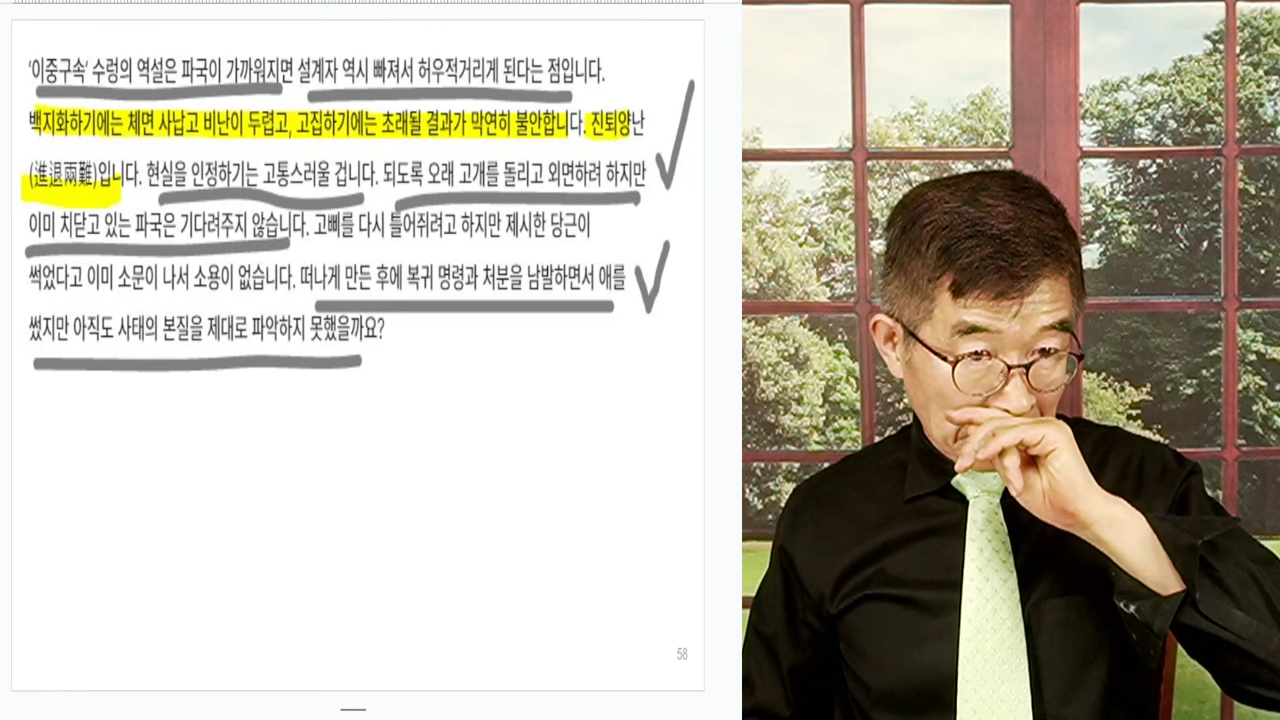 '이중구속' 수렁의 역설은 파국이 가까워지면 설계자 역시 빠져서 허우적거리게 된다는 점입니다.
백지화하기에는 체면 사납고 비난이 두렵고, 고집하기에는 초래될 결과가 막연히 불안합니다. 진퇴양난
(進退兩難)입니다. 현실을 인정하기는 고통스러울 겁니다. 되도록 오래 고개를 돌리고 외면하려 하지만
이미 치닫고 있는 파국은 기다려주지 않습니다. 고삐를 다시 틀어쥐려고 하지만 제시한 당근이
썩었다고 이미 소문이 나서 소용이 없습니다. 떠나게 만든 후에 복귀 명령과 처분을 남발하면서 애를
썼지만 아직도 사태의 본질을 제대로 파악하지 못했을까요?
58